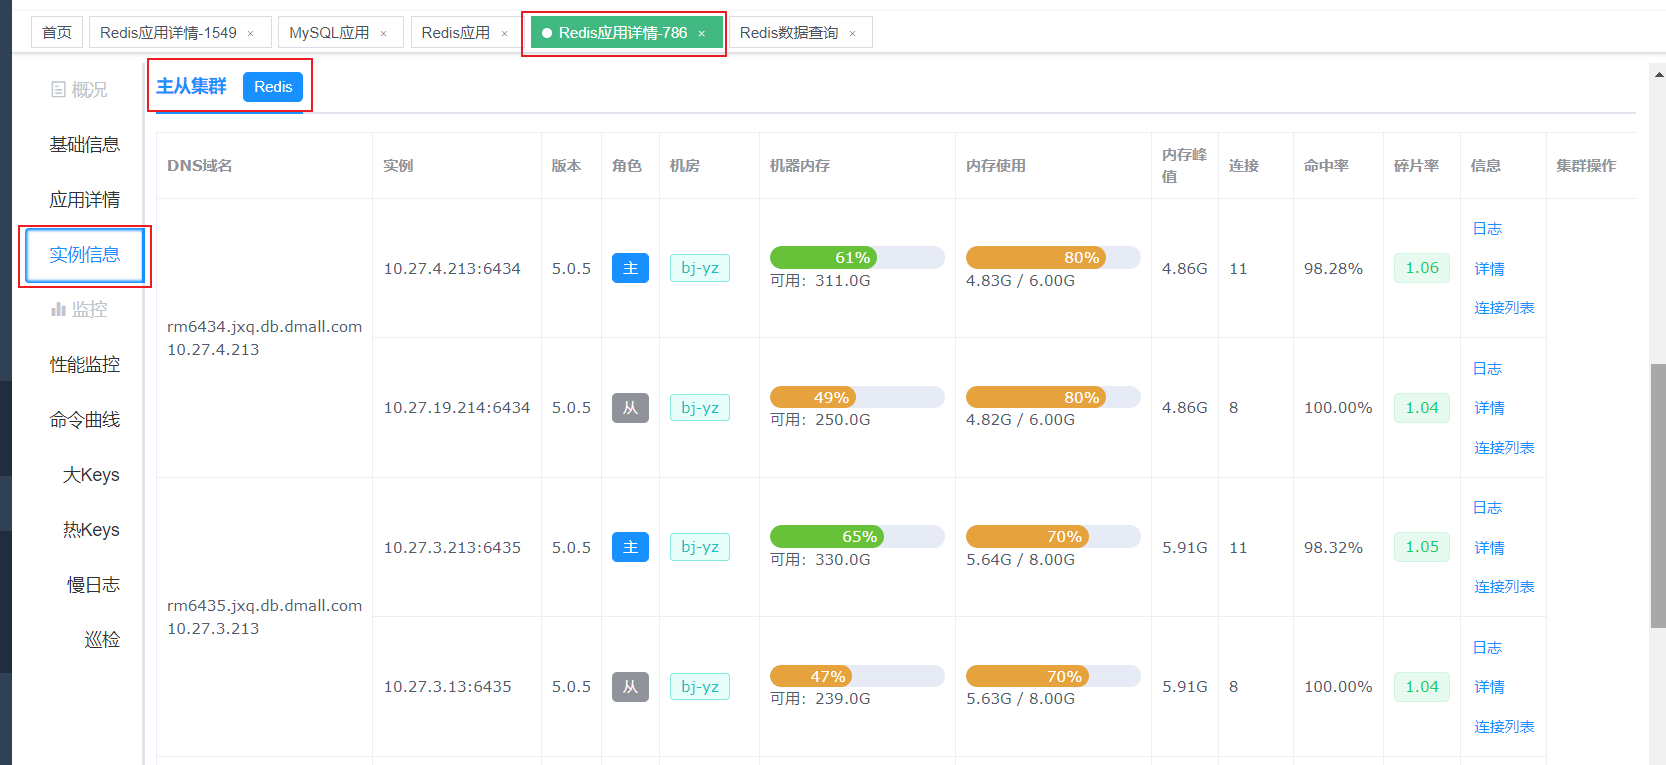 首页 Redis应用详情-1549 × MySQL应用 × Redis应用 × Redis应用详情-786 × Redis数据查询 ×
概况
基础信息
应用详情
实例信息
监控
性能监控
命令曲线
大Keys
热Keys
慢日志
巡检
主从集群 Redis
DNS域名 实例 版本 角色 机房 机器内存 内存使用 内存峰值 连接 命中率 碎片率 信息 集群操作
rm6434.jxq.db.dmall.com
10.27.4.213
10.27.4.213:6434 5.0.5 主 bj-yz 61% 80% 4.86G 11 98.28% 1.06
可用：311.0G 4.83G / 6.00G
日志
详情
连接列表
10.27.19.214:6434 5.0.5 从 bj-yz 49% 80% 4.86G 8 100.00% 1.04
可用：250.0G 4.82G / 6.00G
日志
详情
连接列表
rm6435.jxq.db.dmall.com
10.27.3.213
10.27.3.213:6435 5.0.5 主 bj-yz 65% 70% 5.91G 11 98.32% 1.05
可用：330.0G 5.64G / 8.00G
日志
详情
连接列表
10.27.3.13:6435 5.0.5 从 bj-yz 47% 70% 5.91G 8 100.00% 1.04
可用：239.0G 5.63G / 8.00G
日志
详情
连接列表